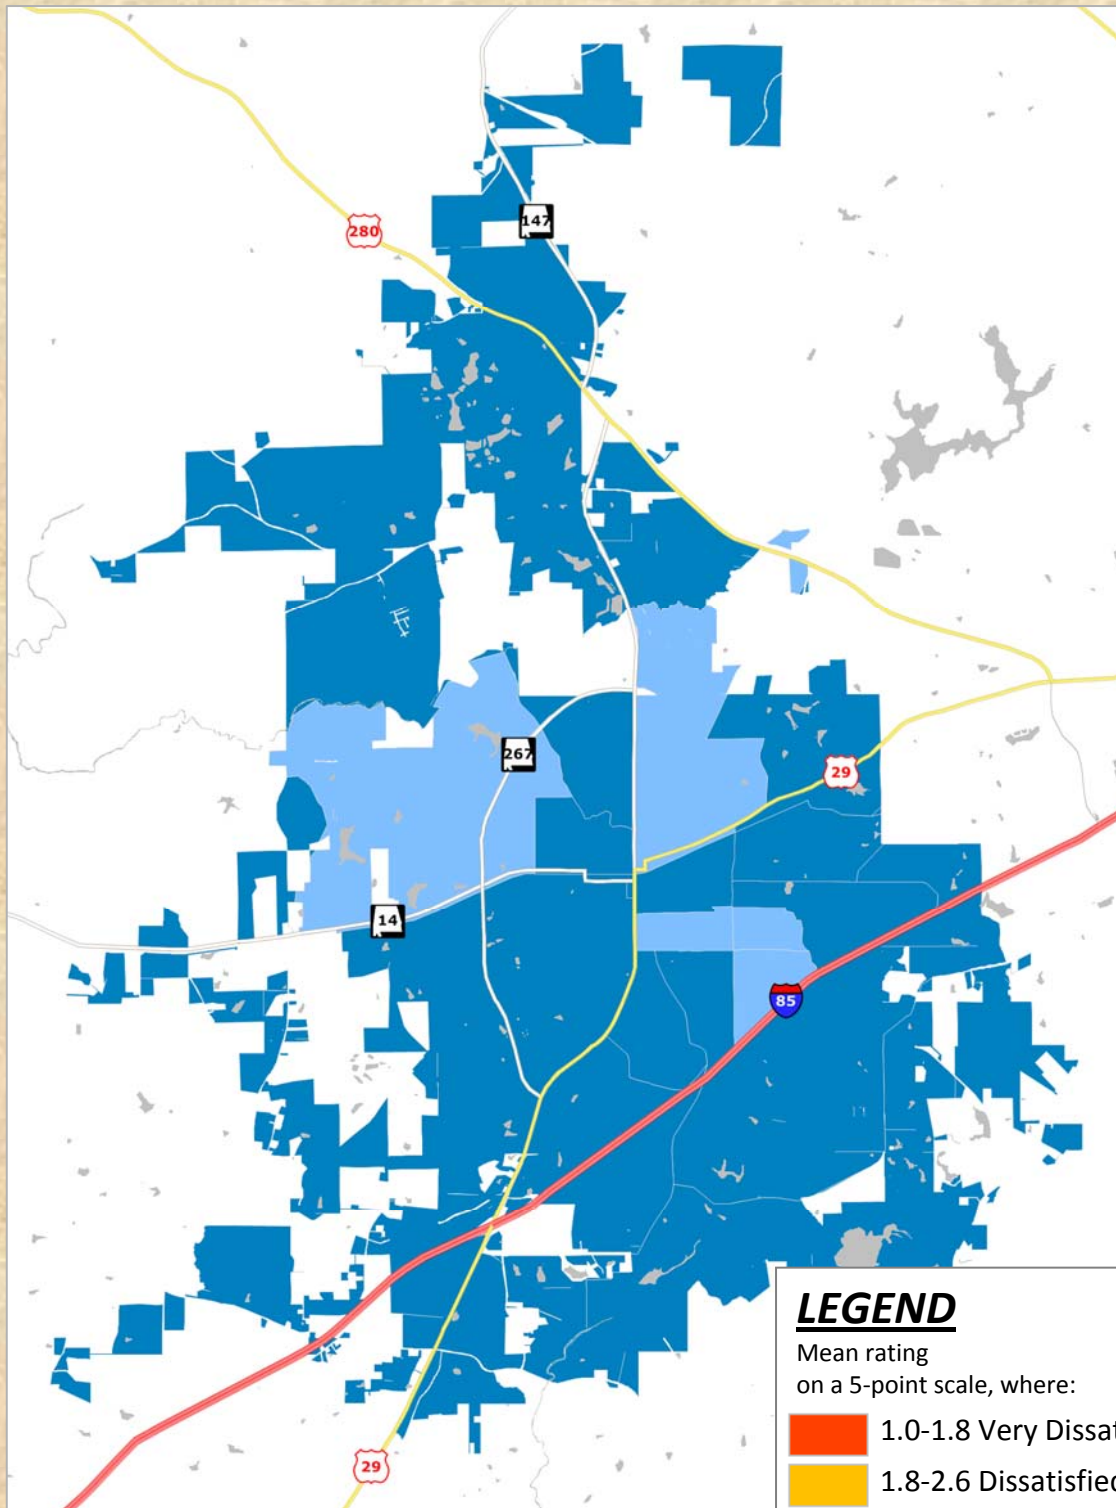 147
280
267
29
14
85
29
LEGEND
Mean rating
on a 5-point scale, where:
1.0-1.8 Very Dissat
1.8-2.6 Dissatisfied